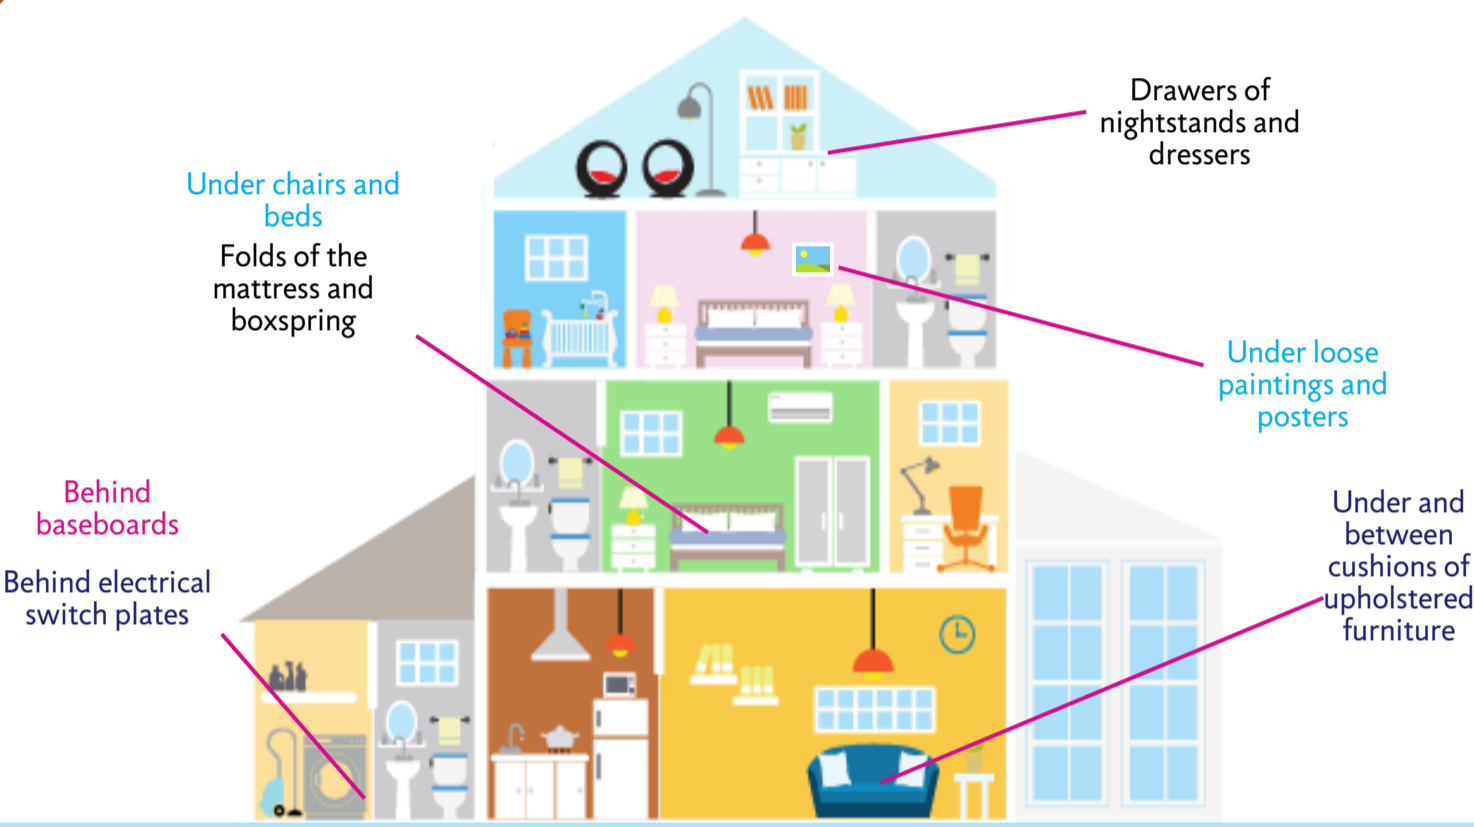 Drawers of
nightstands and
dressers
Under chairs and
beds
Folds of the
mattress and
boxspring
Under loose
paintings and
posters
Behind
baseboards
Behind electrical
switch plates
Under and
between
cushions of
upholstered
furniture